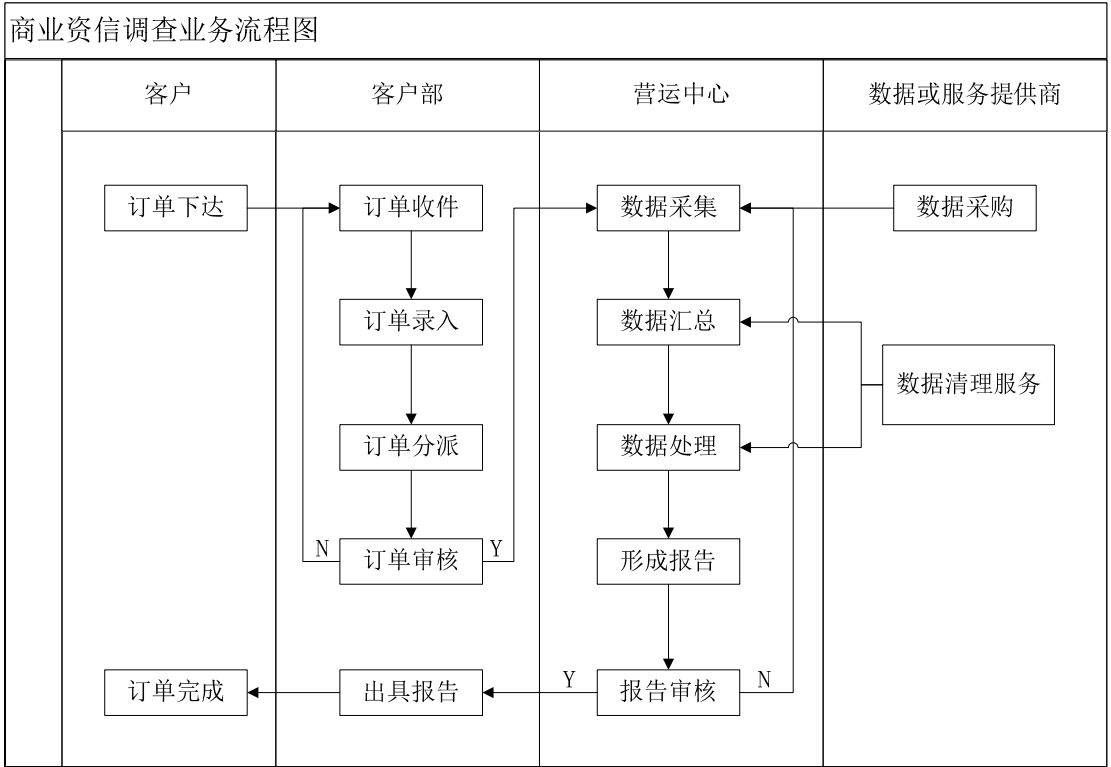 商业资信调查业务流程图
客户
客户部
营运中心
数据或服务提供商
订单下达
订单收件
数据采集
数据采购
订单录入
数据汇总
数据清理服务
订单分派
数据处理
N
订单审核
Y
形成报告
订单完成
出具报告
Y
报告审核
N